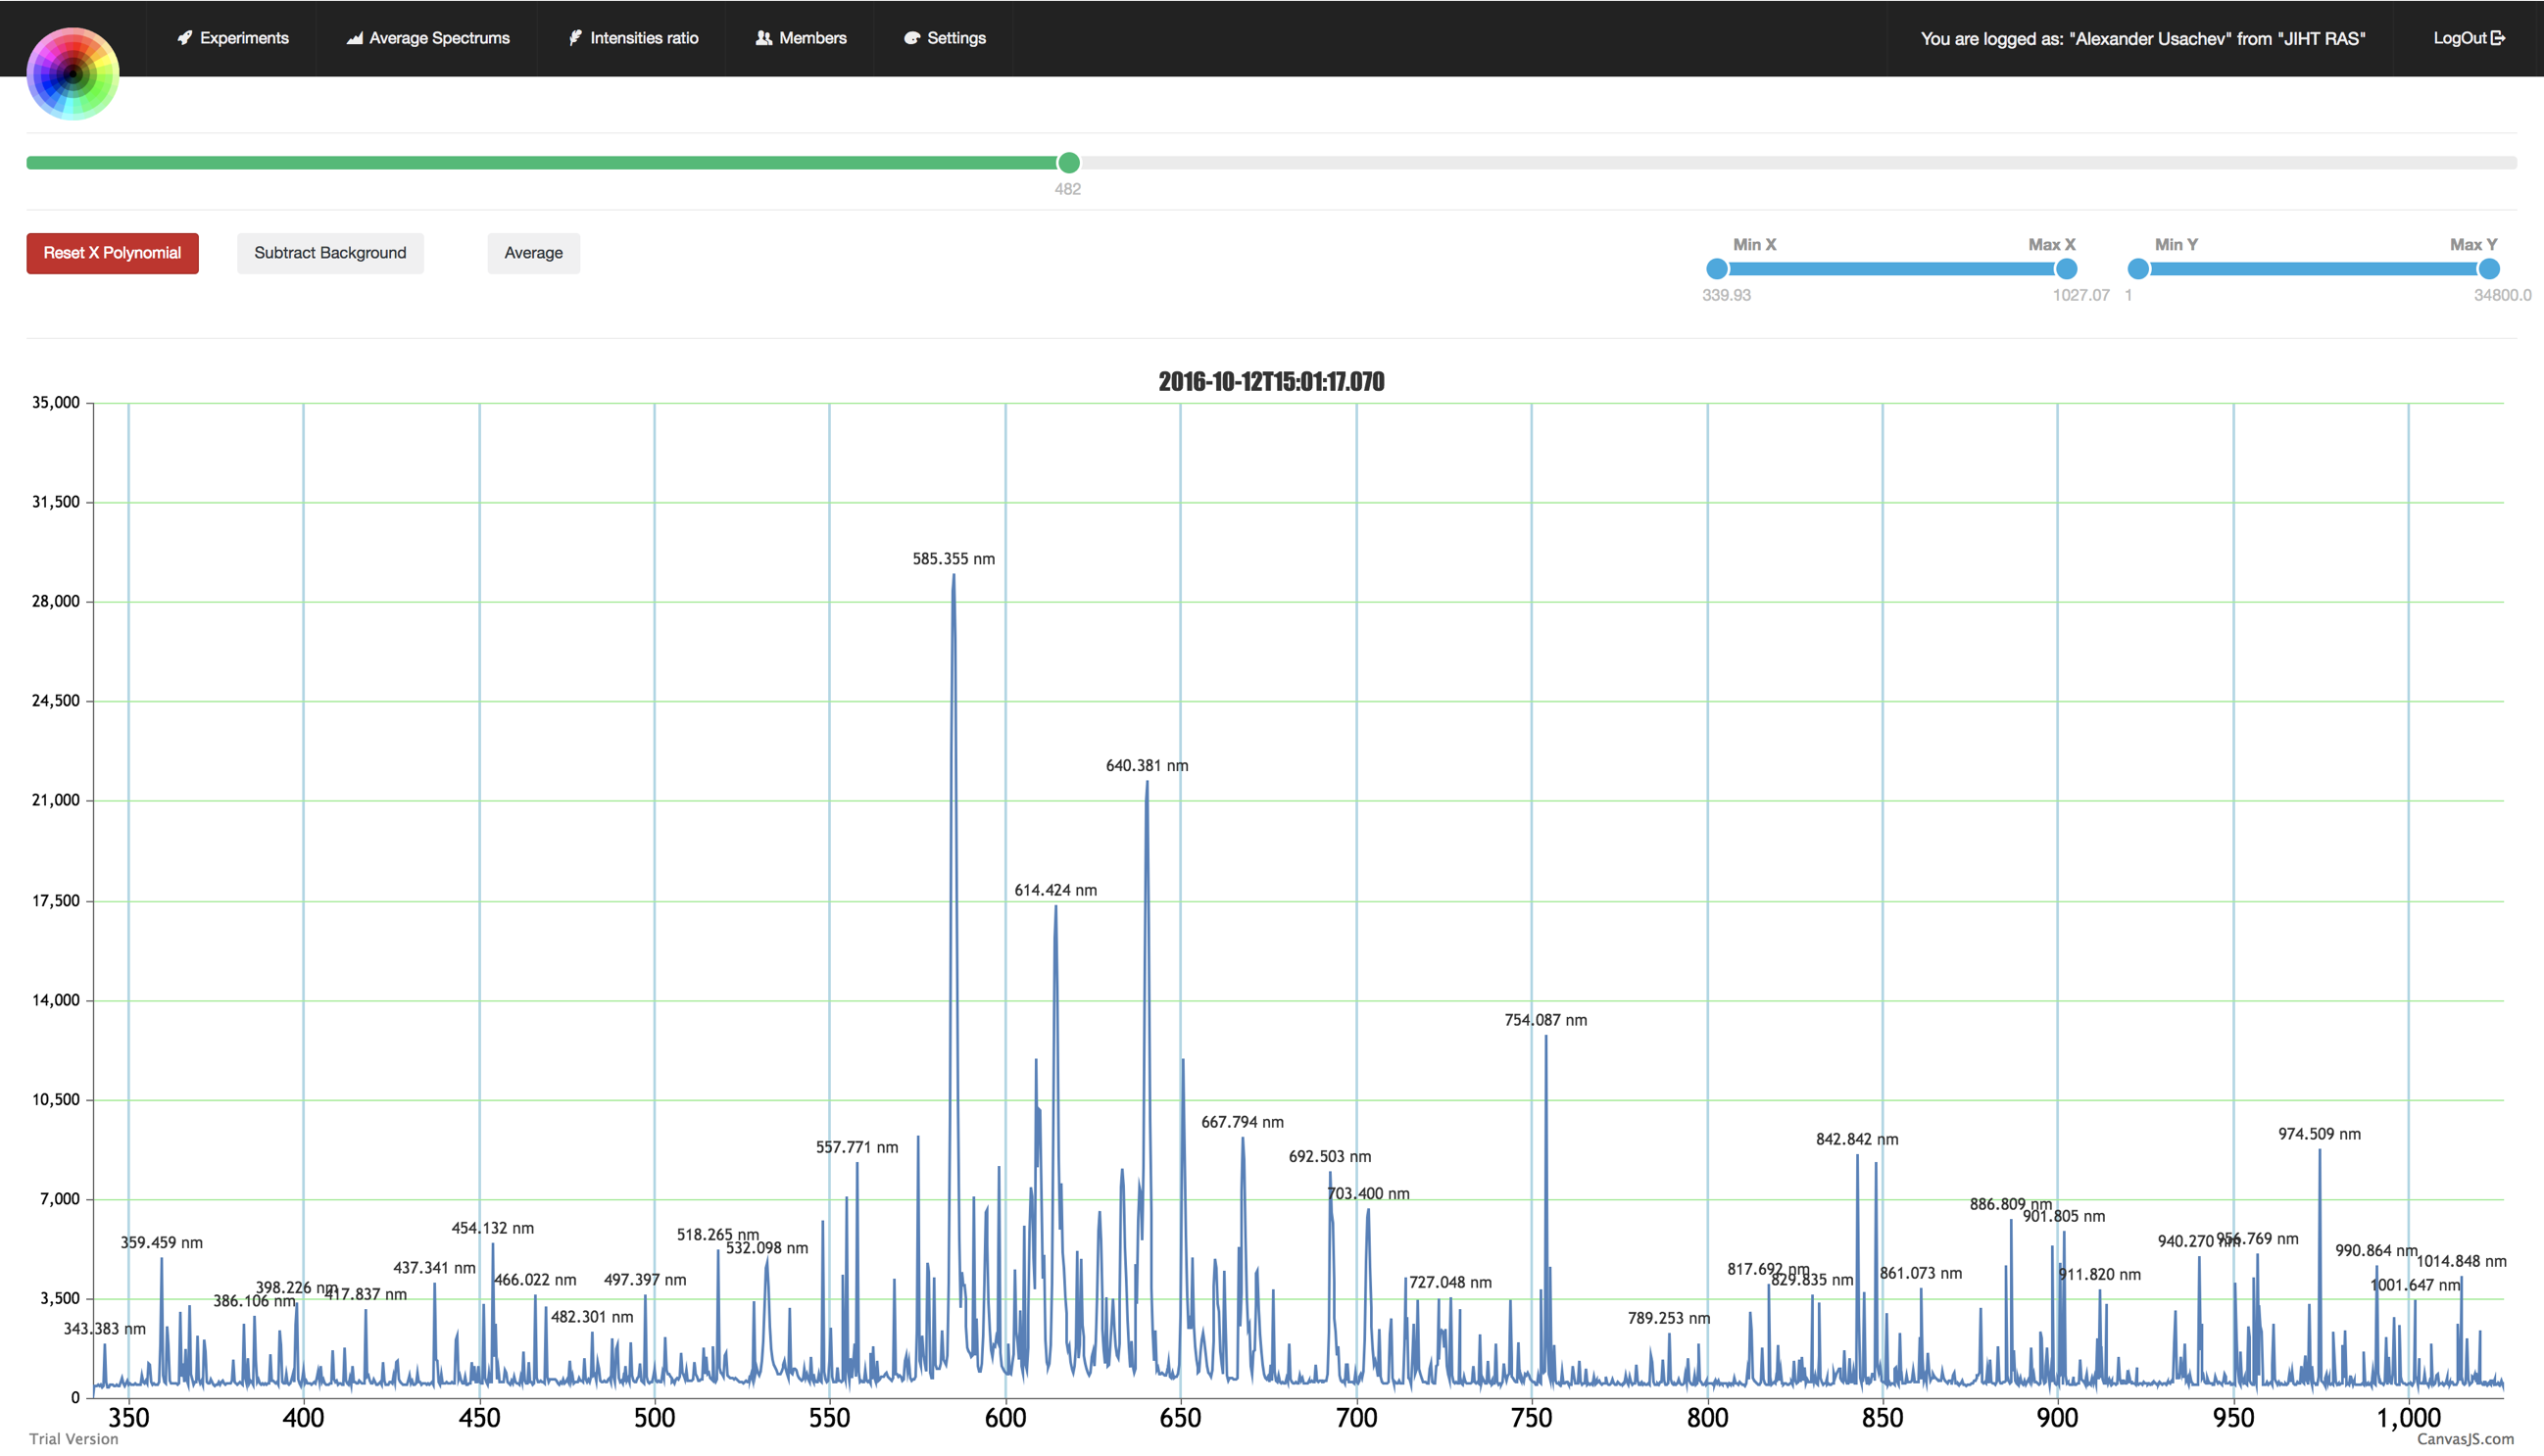 Experiments
Average Spectrums
Intensities ratio
Members
Settings
You are logged as: "Alexander Usachev" from "JIHT RAS"
LogOut
482
Reset X Polynomial
Subtract Background
Average
Min X
Max X
Min Y
Max Y
339.93
1027.07
1
34800.0
2016-10-12T15:01:17.070
35,000
31,500
28,000
24,500
21,000
17,500
14,000
10,500
7,000
3,500
0
585.355 nm
640.381 nm
614.424 nm
754.087 nm
667.794 nm
974.509 nm
842.842 nm
557.771 nm
692.503 nm
703.400 nm
886.809 nm
901.805 nm
454.132 nm
518.265 nm
532.098 nm
359.459 nm
940.270 nm
956.769 nm
990.864 nm
1014.848 nm
437.341 nm
817.692 nm
829.835 nm
861.073 nm
911.820 nm
466.022 nm
497.397 nm
727.048 nm
1001.647 nm
398.226 nm
417.837 nm
386.106 nm
482.301 nm
789.253 nm
343.383 nm
350 400 450 500 550 600 650 700 750 800 850 900 950 1,000
Trial Version
CanvasJS.com